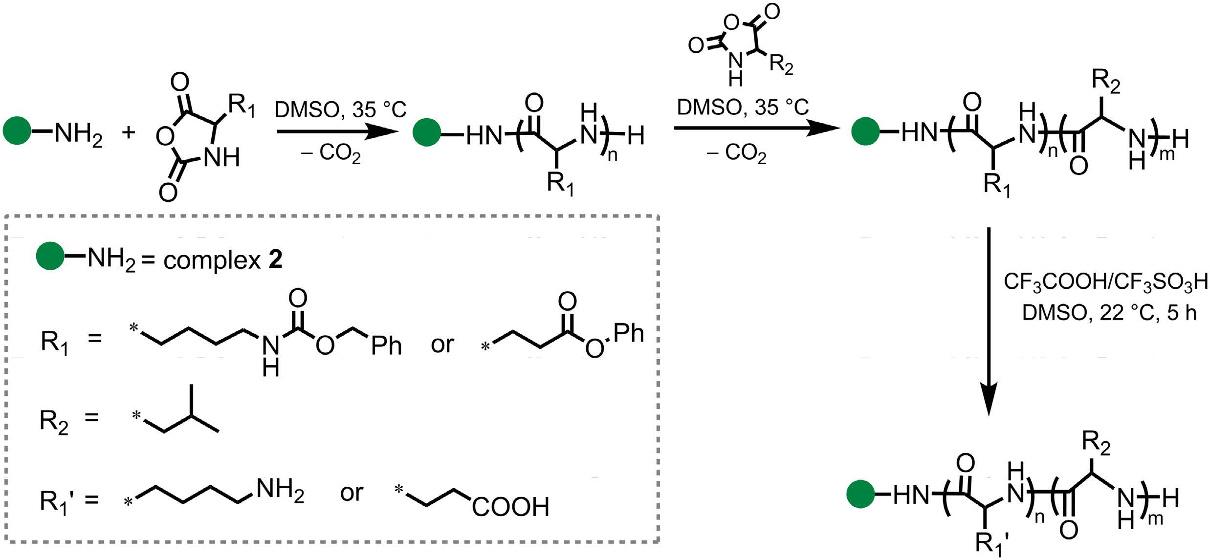 –NH₂ + O O O NH R₁ DMSO, 35 °C – CO₂ –HN O H N R₁ n H O O O N H R₂ DMSO, 35 °C – CO₂ –HN O H N R₁ n O R₂ N H m H
–NH₂ = complex 2
R₁ = * N H O O Ph or * O O Ph
R₂ = *
R₁' = * NH₂ or * COOH
CF₃COOH/CF₃SO₃H
DMSO, 22 °C, 5 h
–HN O H N R₁' n O R₂ N H m H